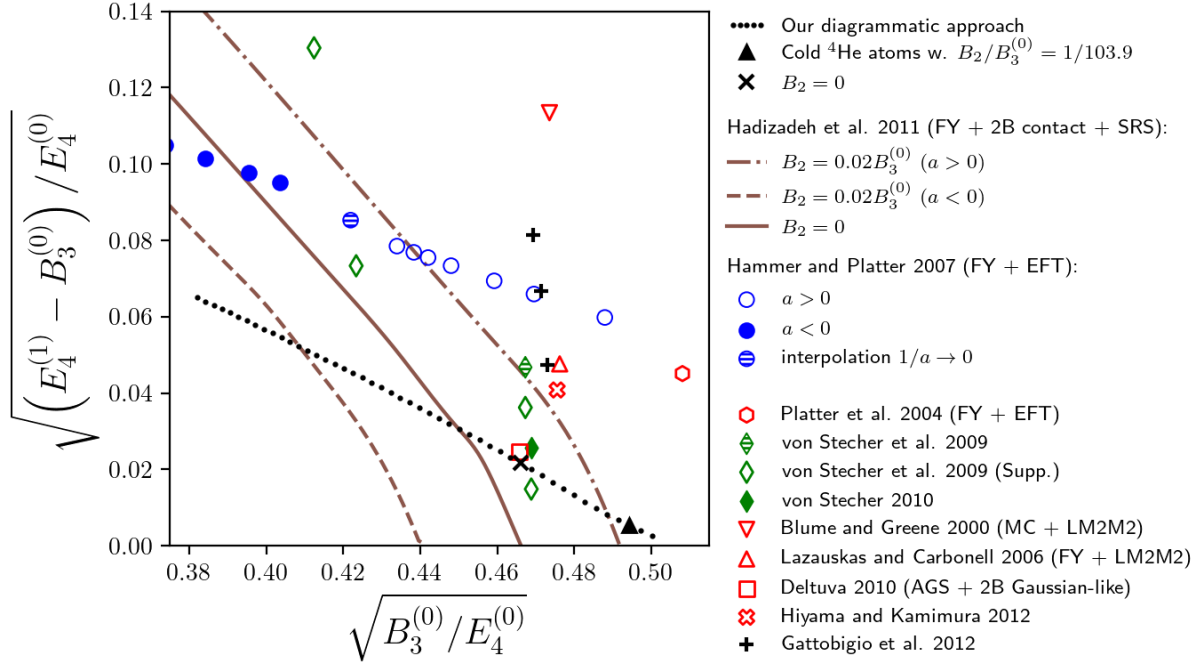 0.14
0.12
0.10
0.08
0.06
0.04
0.02
0.00
0.38
0.40
0.42
0.44
0.46
0.48
0.50
√((E₄⁽¹⁾ − B₃⁽⁰⁾)/E₄⁽⁰⁾)
√(B₃⁽⁰⁾/E₄⁽⁰⁾)
Our diagrammatic approach
Cold ⁴He atoms w. B₂/B₃⁽⁰⁾ = 1/103.9
B₂ = 0
Hadizadeh et al. 2011 (FY + 2B contact + SRS):
B₂ = 0.02B₃⁽⁰⁾ (a > 0)
B₂ = 0.02B₃⁽⁰⁾ (a < 0)
B₂ = 0
Hammer and Platter 2007 (FY + EFT):
a > 0
a < 0
interpolation 1/a → 0
Platter et al. 2004 (FY + EFT)
von Stecher et al. 2009
von Stecher et al. 2009 (Supp.)
von Stecher 2010
Blume and Greene 2000 (MC + LM2M2)
Lazauskas and Carbonell 2006 (FY + LM2M2)
Deltuva 2010 (AGS + 2B Gaussian-like)
Hiyama and Kamimura 2012
Gattobigio et al. 2012